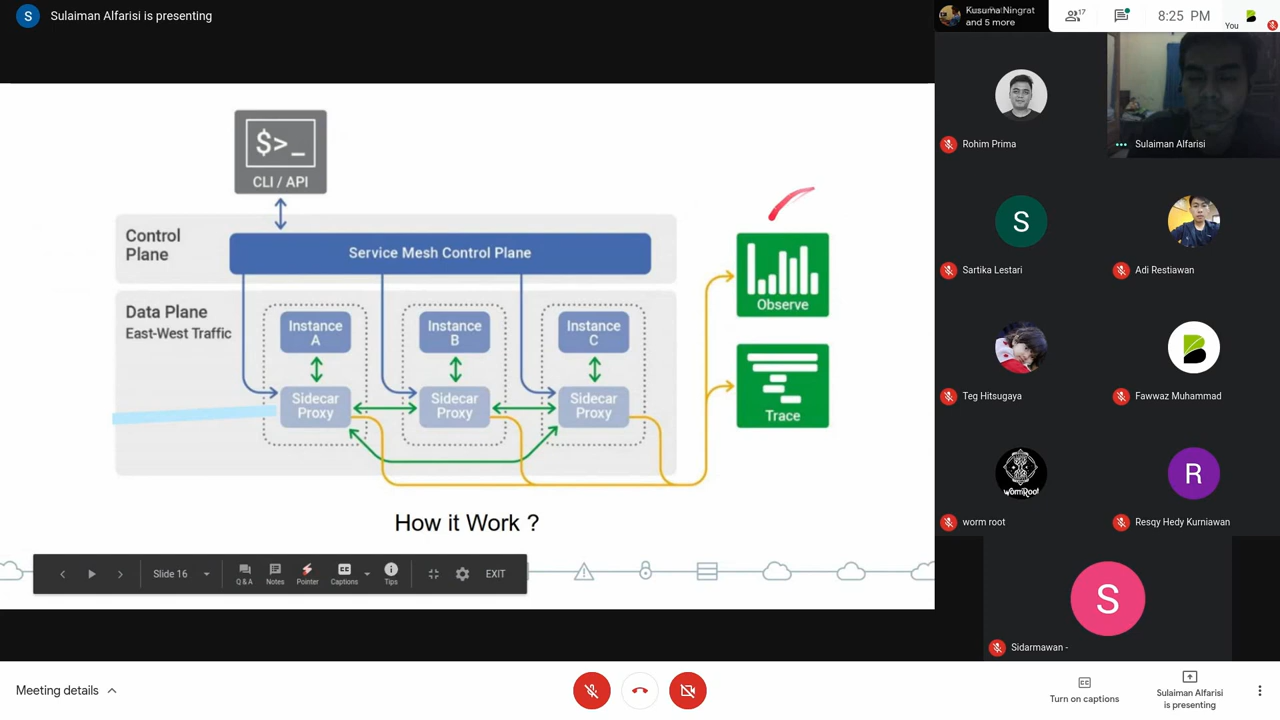 S
Sulaiman Alfarisi is presenting
Kusuma Ningrat
and 5 more
17
8:25 PM
You
$>_
CLI / API
Control
Plane
Service Mesh Control Plane
Data Plane
East-West Traffic
Instance
A
Instance
B
Instance
C
Sidecar
Proxy
Sidecar
Proxy
Sidecar
Proxy
Observe
Trace
How it Work ?
Slide 16
Q & A
Notes
Pointer
CC
Captions
Tips
EXIT
Rohim Prima
Sulaiman Alfarisi
S
Sartika Lestari
Adi Restiawan
Teg Hitsugaya
Fawwaz Muhammad
WormRoot
worm root
R
Resqy Hedy Kurniawan
S
Sidarmawan -
Meeting details
CC
Turn on captions
Sulaiman Alfarisi
is presenting